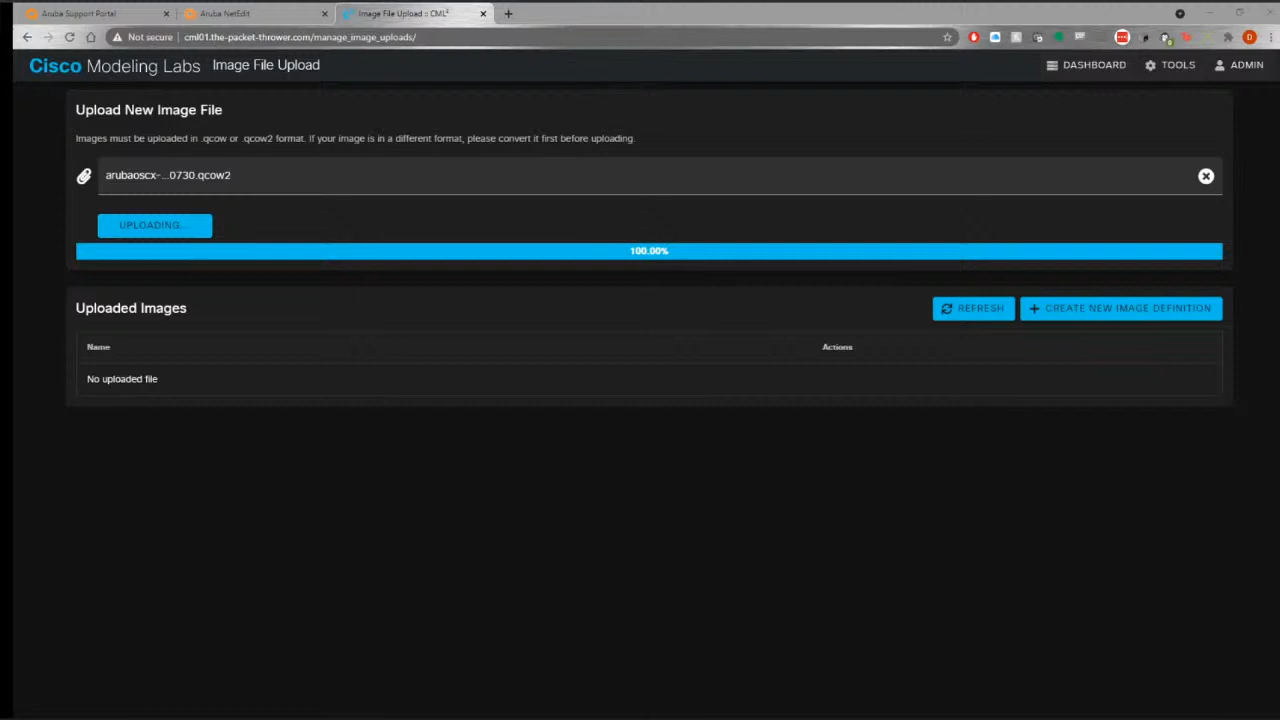 Aruba Support Portal
Aruba NetEdit
Image File Upload :: CML²
Not secure | cml01.the-packet-thrower.com/manage_image_uploads/
Cisco Modeling Labs Image File Upload
DASHBOARD
TOOLS
ADMIN
Upload New Image File
Images must be uploaded in .qcow or .qcow2 format. If your image is in a different format, please convert it first before uploading.
arubaoscx-...0730.qcow2
UPLOADING...
100.00%
Uploaded Images
REFRESH
CREATE NEW IMAGE DEFINITION
Name
Actions
No uploaded file